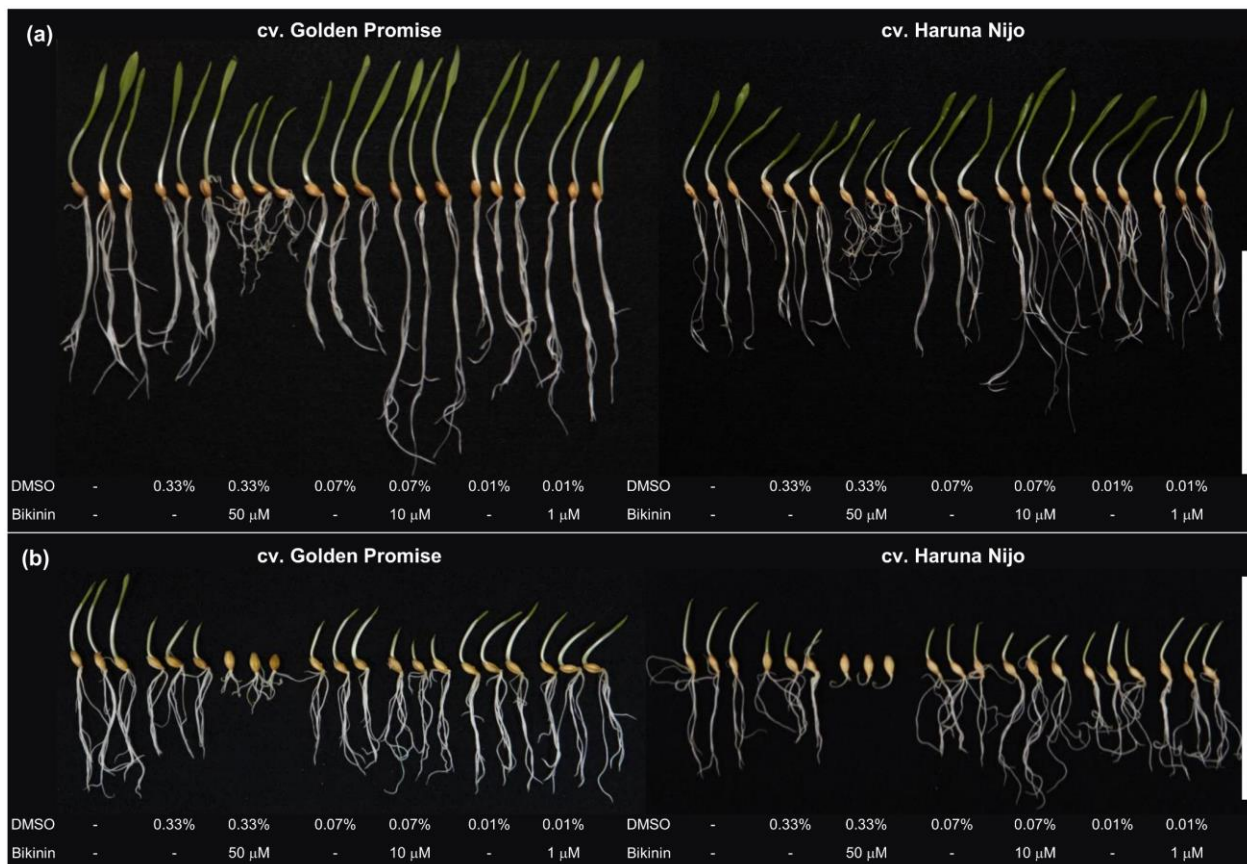 (a)
cv. Golden Promise
cv. Haruna Nijo
DMSO - 0.33% 0.33% 0.07% 0.07% 0.01% 0.01% DMSO - 0.33% 0.33% 0.07% 0.07% 0.01% 0.01%
Bikinin - - 50 μM - 10 μM - 1 μM Bikinin - - 50 μM - 10 μM - 1 μM
(b)
cv. Golden Promise
cv. Haruna Nijo
DMSO - 0.33% 0.33% 0.07% 0.07% 0.01% 0.01% DMSO - 0.33% 0.33% 0.07% 0.07% 0.01% 0.01%
Bikinin - - 50 μM - 10 μM - 1 μM Bikinin - - 50 μM - 10 μM - 1 μM